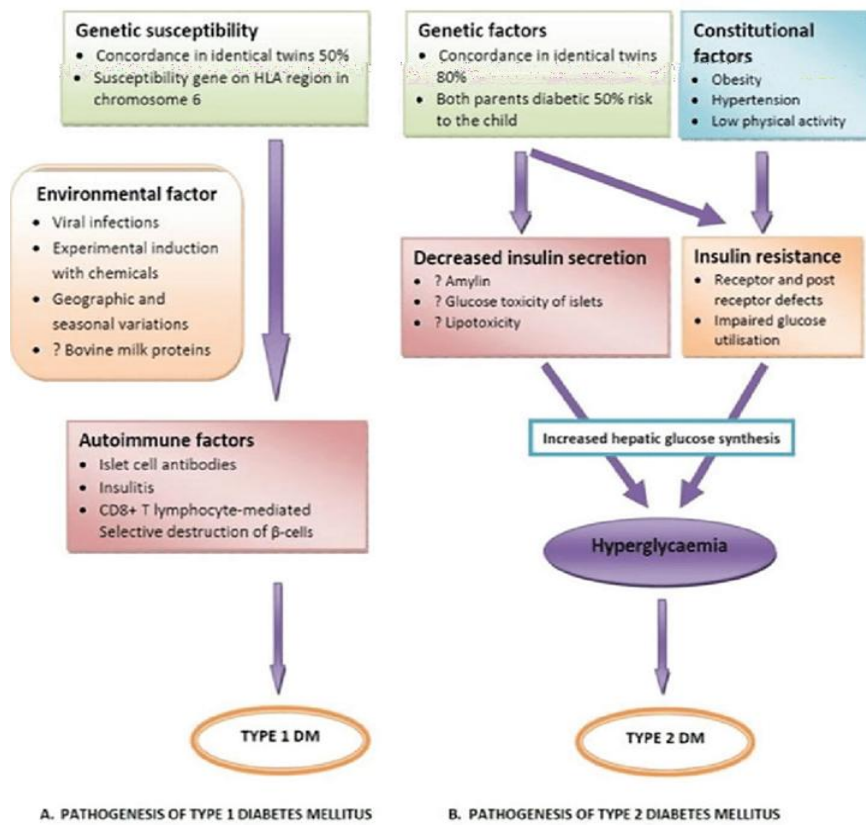 Genetic susceptibility
• Concordance in identical twins 50%
• Susceptibility gene on HLA region in
chromosome 6
Environmental factor
• Viral infections
• Experimental induction
with chemicals
• Geographic and
seasonal variations
• ? Bovine milk proteins
Autoimmune factors
• Islet cell antibodies
• Insulitis
• CD8+ T lymphocyte-mediated
Selective destruction of β-cells
TYPE 1 DM
A. PATHOGENESIS OF TYPE 1 DIABETES MELLITUS
Genetic factors
• Concordance in identical twins
80%
• Both parents diabetic 50% risk
to the child
Constitutional
factors
• Obesity
• Hypertension
• Low physical activity
Decreased insulin secretion
• ? Amylin
• ? Glucose toxicity of islets
• ? Lipotoxicity
Insulin resistance
• Receptor and post
receptor defects
• Impaired glucose
utilisation
Increased hepatic glucose synthesis
Hyperglycaemia
TYPE 2 DM
B. PATHOGENESIS OF TYPE 2 DIABETES MELLITUS